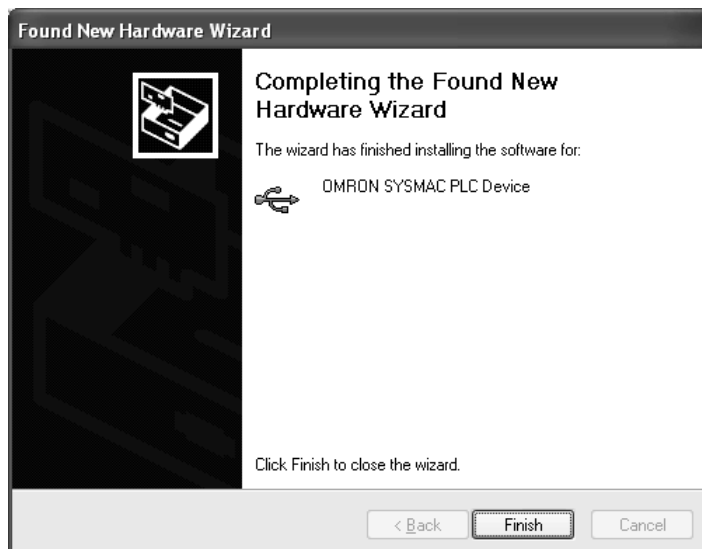 Found New Hardware Wizard
Completing the Found New
Hardware Wizard
The wizard has finished installing the software for:
OMRON SYSMAC PLC Device
Click Finish to close the wizard.
< Back
Finish
Cancel